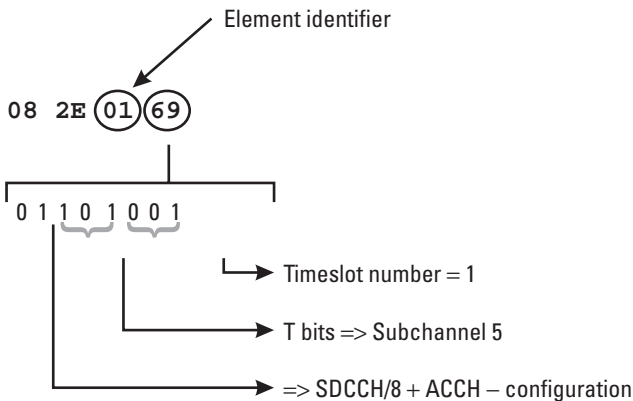 Element identifier
08 2E 01 69
0 1 1 0 1 0 0 1
Timeslot number = 1
T bits => Subchannel 5
=> SDCCH/8 + ACCH – configuration